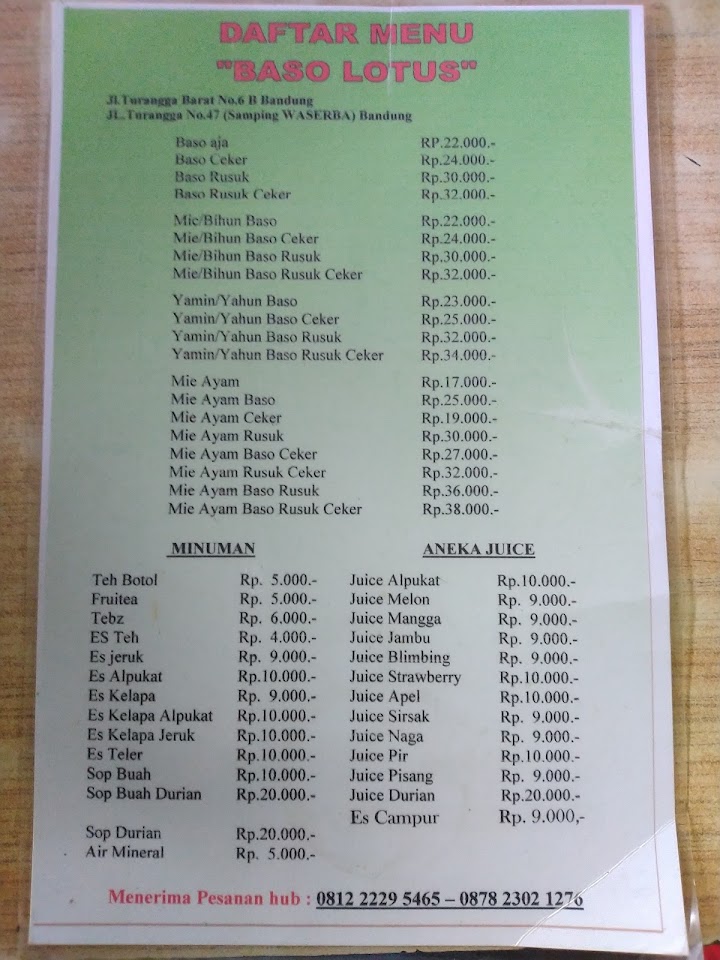 DAFTAR MENU
"BASO LOTUS"
Jl.Turangga Barat No.6 B Bandung
JL.Turangga No.47 (Samping WASERBA) Bandung
Baso aja RP.22.000.-
Baso Ceker Rp.24.000.-
Baso Rusuk Rp.30.000.-
Baso Rusuk Ceker Rp.32.000.-
Mie/Bihun Baso Rp.22.000.-
Mie/Bihun Baso Ceker Rp.24.000.-
Mie/Bihun Baso Rusuk Rp.30.000.-
Mie/Bihun Baso Rusuk Ceker Rp.32.000.-
Yamin/Yahun Baso Rp.23.000.-
Yamin/Yahun Baso Ceker Rp.25.000.-
Yamin/Yahun Baso Rusuk Rp.32.000.-
Yamin/Yahun Baso Rusuk Ceker Rp.34.000.-
Mie Ayam Rp.17.000.-
Mie Ayam Baso Rp.25.000.-
Mie Ayam Ceker Rp.19.000.-
Mie Ayam Rusuk Rp.30.000.-
Mie Ayam Baso Ceker Rp.27.000.-
Mie Ayam Rusuk Ceker Rp.32.000.-
Mie Ayam Baso Rusuk Rp.36.000.-
Mie Ayam Baso Rusuk Ceker Rp.38.000.-
MINUMAN
Teh Botol Rp. 5.000.-
Fruitea Rp. 5.000.-
Tebz Rp. 6.000.-
ES Teh Rp. 4.000.-
Es jeruk Rp. 9.000.-
Es Alpukat Rp.10.000.-
Es Kelapa Rp. 9.000.-
Es Kelapa Alpukat Rp.10.000.-
Es Kelapa Jeruk Rp.10.000.-
Es Teler Rp.10.000.-
Sop Buah Rp.10.000.-
Sop Buah Durian Rp.20.000.-
Sop Durian Rp.20.000.-
Air Mineral Rp. 5.000.-
ANEKA JUICE
Juice Alpukat Rp.10.000.-
Juice Melon Rp. 9.000.-
Juice Mangga Rp. 9.000.-
Juice Jambu Rp. 9.000.-
Juice Blimbing Rp. 9.000.-
Juice Strawberry Rp.10.000.-
Juice Apel Rp.10.000.-
Juice Sirsak Rp. 9.000.-
Juice Naga Rp. 9.000.-
Juice Pir Rp.10.000.-
Juice Pisang Rp. 9.000.-
Juice Durian Rp.20.000.-
Es Campur Rp. 9.000,-
Menerima Pesanan hub : 0812 2229 5465 – 0878 2302 1276